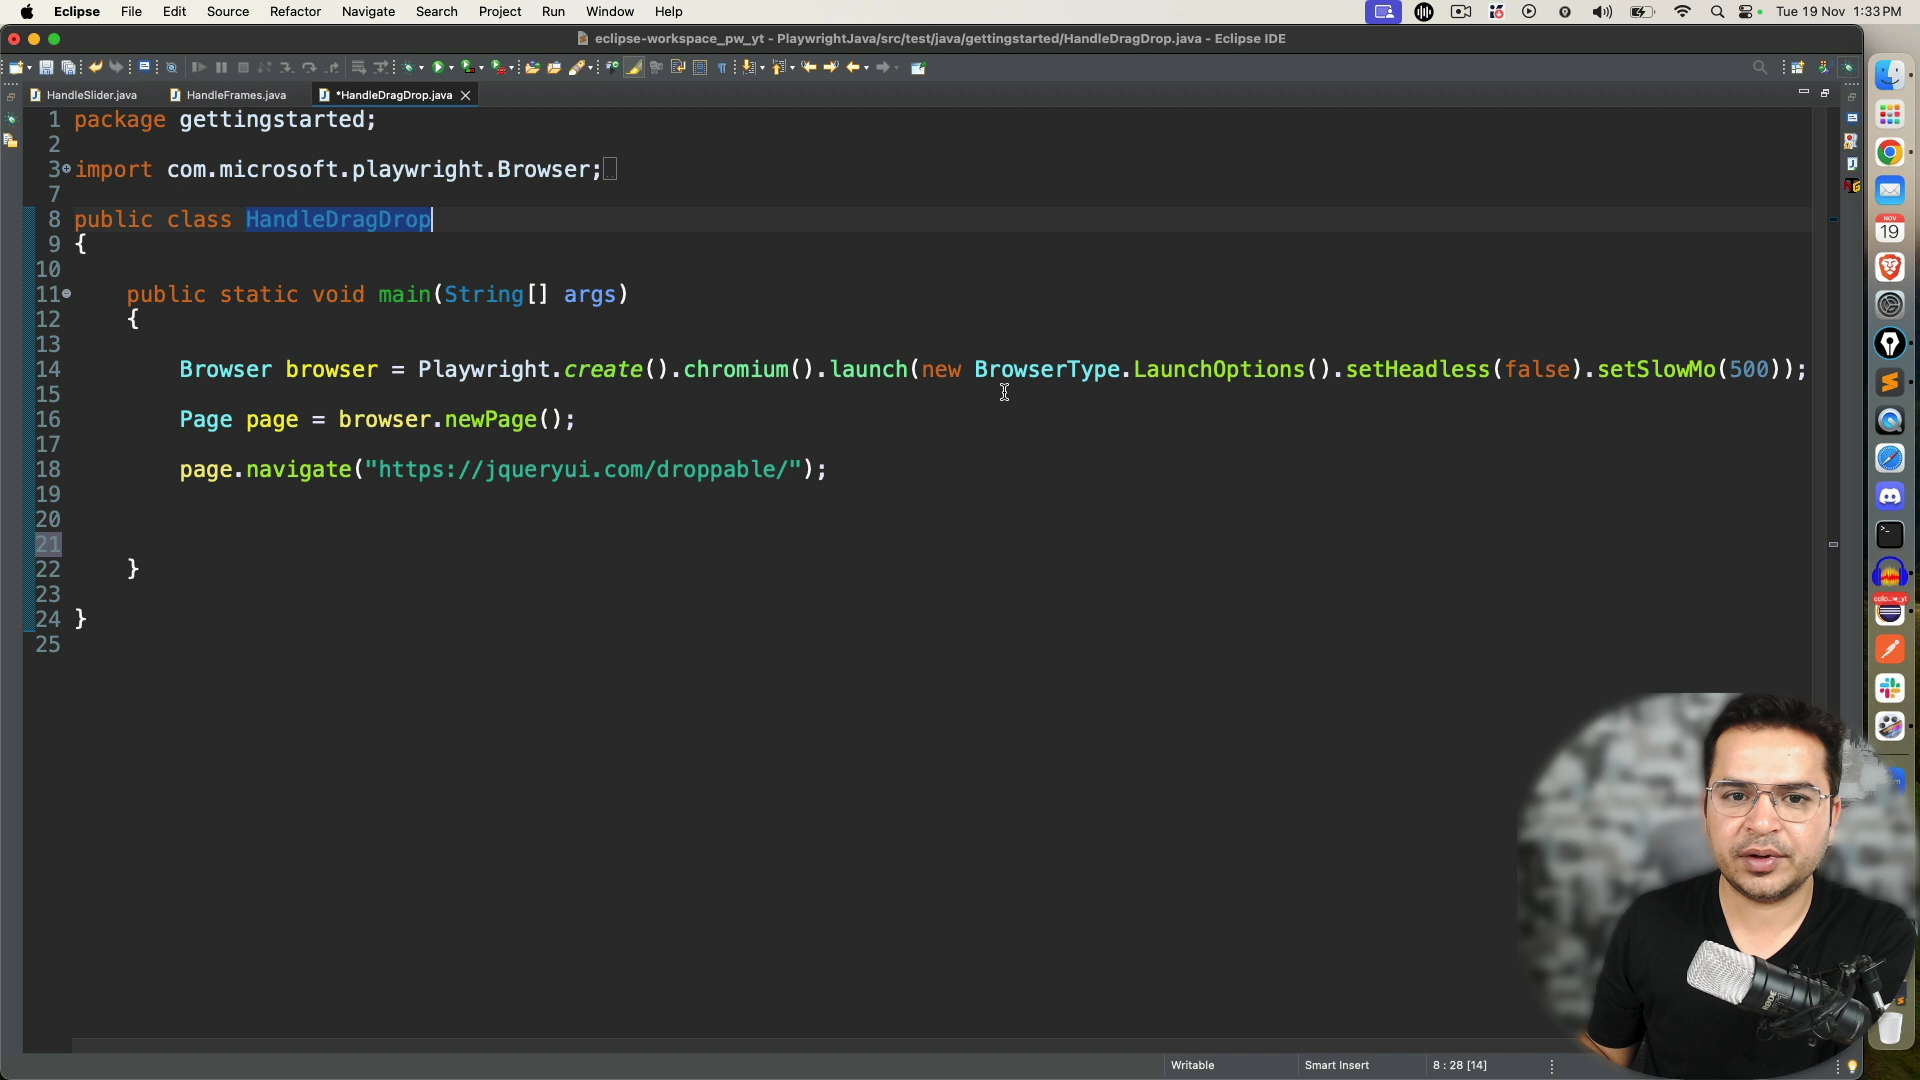 Eclipse File Edit Source Refactor Navigate Search Project Run Window Help Tue 19 Nov 1:33 PM
eclipse-workspace_pw_yt - PlaywrightJava/src/test/java/gettingstarted/HandleDragDrop.java - Eclipse IDE
HandleSlider.java HandleFrames.java *HandleDragDrop.java
1 package gettingstarted;
2
3 import com.microsoft.playwright.Browser;
7
8 public class HandleDragDrop
9 {
10
11 public static void main(String[] args)
12 {
13
14 Browser browser = Playwright.create().chromium().launch(new BrowserType.LaunchOptions().setHeadless(false).setSlowMo(500));
15
16 Page page = browser.newPage();
17
18 page.navigate("https://jqueryui.com/droppable/");
19
20
21
22 }
23
24 }
25
NOV
19
eclip...w_yt
RØDE
Writable Smart Insert 8 : 28 [14]